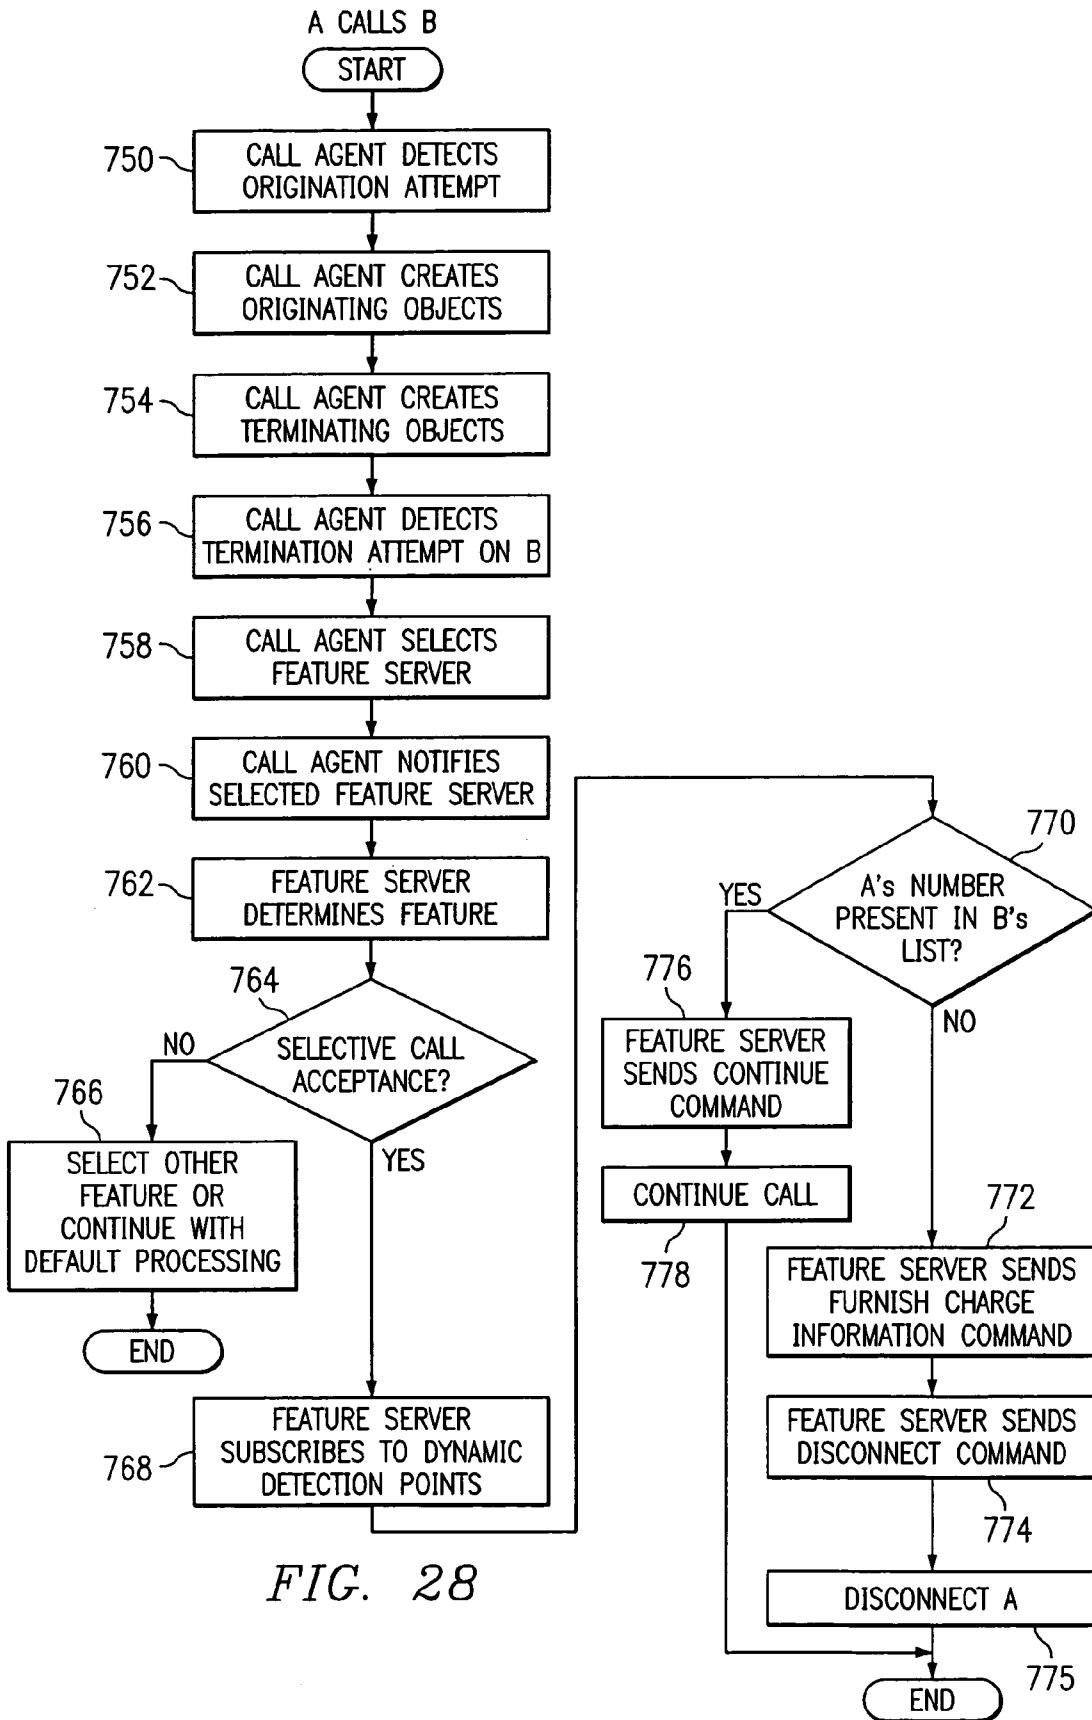 A CALLS B
START
750
CALL AGENT DETECTS
ORIGINATION ATTEMPT
752
CALL AGENT CREATES
ORIGINATING OBJECTS
754
CALL AGENT CREATES
TERMINATING OBJECTS
756
CALL AGENT DETECTS
TERMINATION ATTEMPT ON B
758
CALL AGENT SELECTS
FEATURE SERVER
760
CALL AGENT NOTIFIES
SELECTED FEATURE SERVER
762
FEATURE SERVER
DETERMINES FEATURE
764
SELECTIVE CALL
ACCEPTANCE?
NO
YES
766
SELECT OTHER
FEATURE OR
CONTINUE WITH
DEFAULT PROCESSING
END
768
FEATURE SERVER
SUBSCRIBES TO DYNAMIC
DETECTION POINTS
770
A's NUMBER
PRESENT IN B's
LIST?
YES
NO
776
FEATURE SERVER
SENDS CONTINUE
COMMAND
CONTINUE CALL
778
772
FEATURE SERVER SENDS
FURNISH CHARGE
INFORMATION COMMAND
FEATURE SERVER SENDS
DISCONNECT COMMAND
774
DISCONNECT A
775
END
FIG. 28